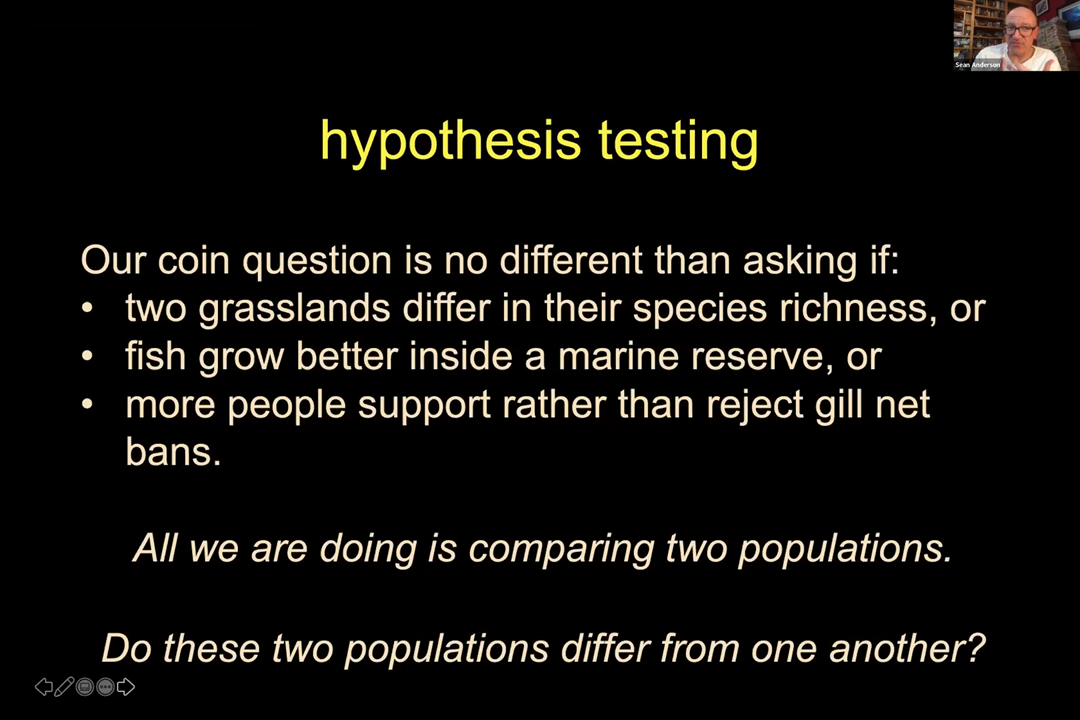 Sean Anderson
hypothesis testing
Our coin question is no different than asking if:
• two grasslands differ in their species richness, or
• fish grow better inside a marine reserve, or
• more people support rather than reject gill net
bans.
All we are doing is comparing two populations.
Do these two populations differ from one another?